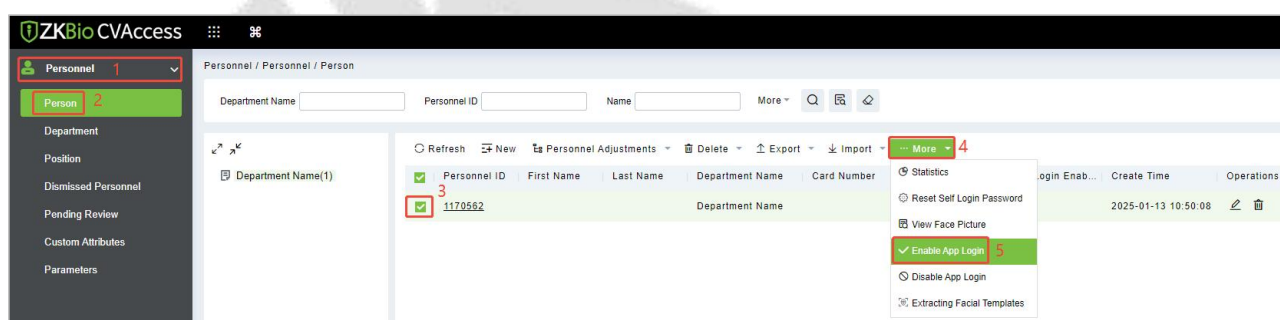 ZKBio CVAccess
Personnel 1
Personnel / Personnel / Person
Person 2
Department Name Personnel ID Name More
Department
Position
Dismissed Personnel
Pending Review
Custom Attributes
Parameters
Department Name(1)
Refresh New Personnel Adjustments Delete Export Import ··· More 4
Personnel ID First Name Last Name Department Name Card Number Login Enab... Create Time Operations
3
1170562 Department Name 2025-01-13 10:50:08
Statistics
Reset Self Login Password
View Face Picture
Enable App Login 5
Disable App Login
Extracting Facial Templates